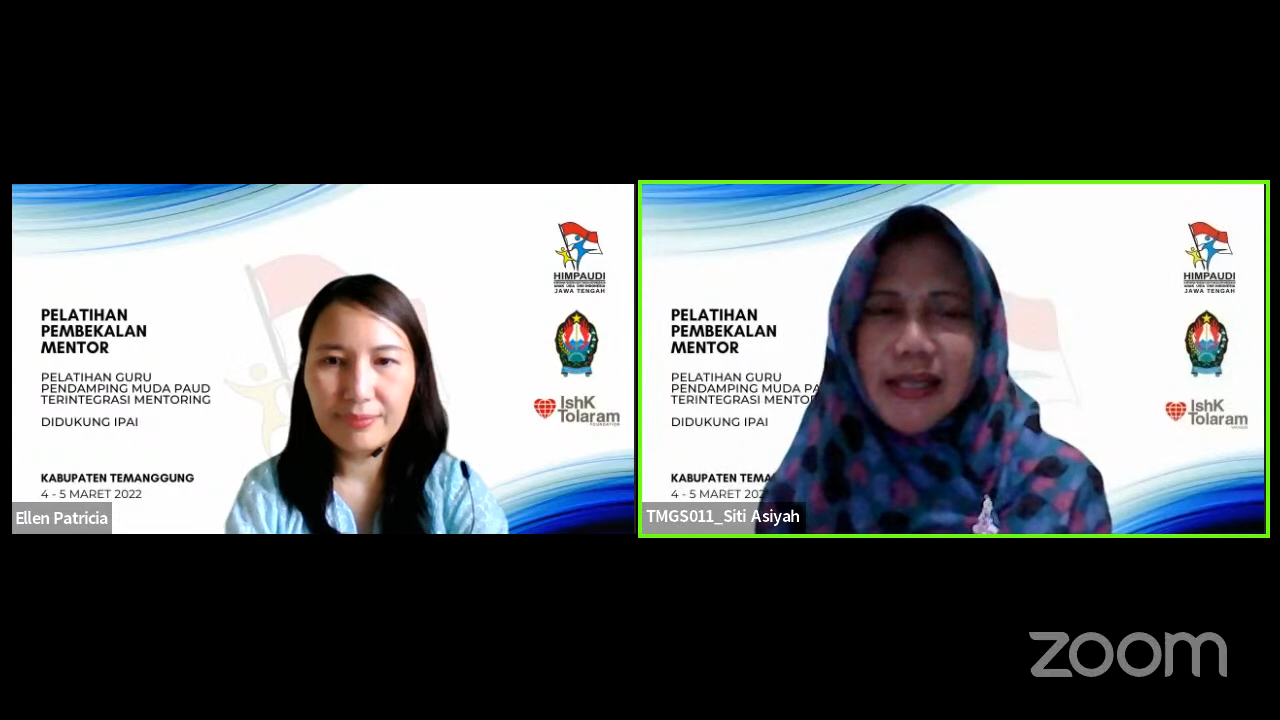 PELATIHAN
PEMBEKALAN
MENTOR
PELATIHAN GURU
PENDAMPING MUDA PAUD
TERINTEGRASI MENTORING
DIDUKUNG IPAI
KABUPATEN TEMANGGUNG
4 - 5 MARET 2022
Ellen Patricia
HIMPAUDI
JAWA TENGAH
IshK
Tolaram
FOUNDATION
PELATIHAN
PEMBEKALAN
MENTOR
PELATIHAN GURU
PENDAMPING MUDA PA
TERINTEGRASI MENTOR
DIDUKUNG IPAI
KABUPATEN TEMA
4 - 5 MARET 202
TMGS011_Siti Asiyah
HIMPAUDI
JAWA TENGAH
IshK
Tolaram
zoom